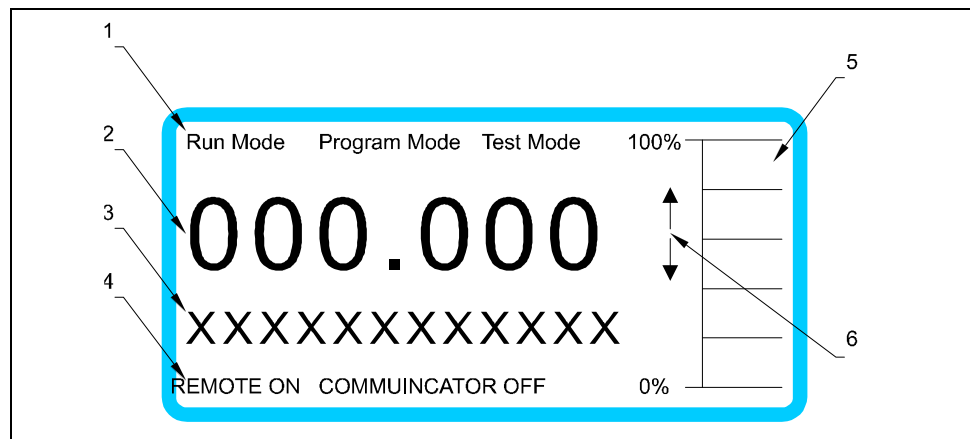 1
5
Run Mode Program Mode Test Mode 100%
2
000.000
3
XXXXXXXXXXXX
4
6
REMOTE ON COMMUINCATOR OFF 0%